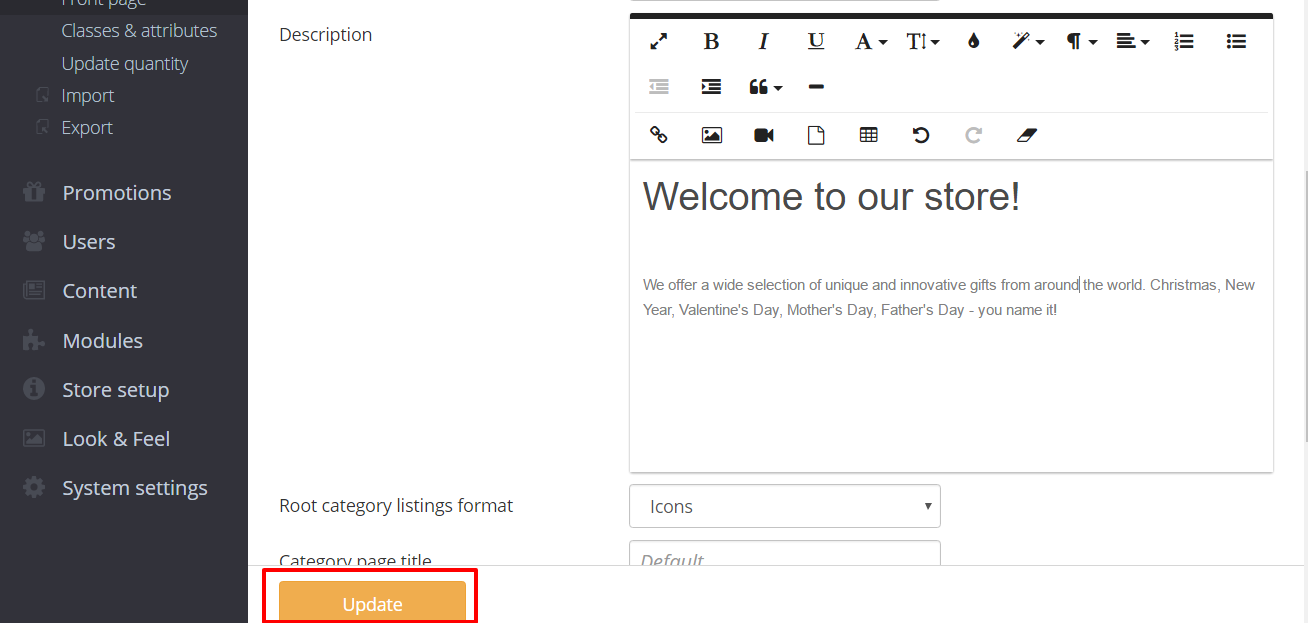 Front page
Classes & attributes
Update quantity
Import
Export
Promotions
Users
Content
Modules
Store setup
Look & Feel
System settings
Description
B I U A T
Welcome to our store!
We offer a wide selection of unique and innovative gifts from around the world. Christmas, New
Year, Valentine's Day, Mother's Day, Father's Day - you name it!
Root category listings format
Icons
Category page title
Default
Update